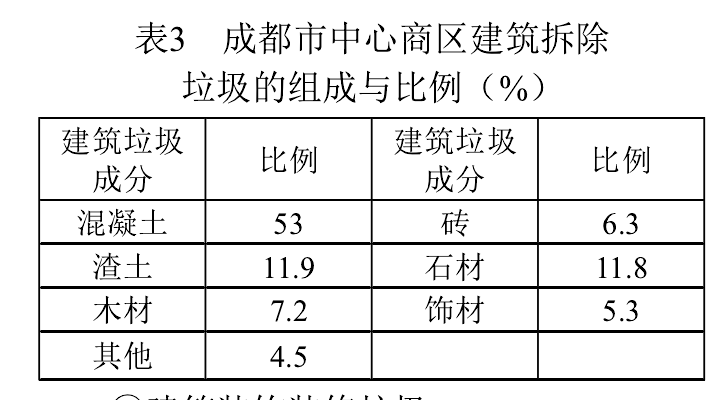 表3 成都市中心商区建筑拆除
垃圾的组成与比例（%）
建筑垃圾成分 比例 建筑垃圾成分 比例
混凝土 53 砖 6.3
渣土 11.9 石材 11.8
木材 7.2 饰材 5.3
其他 4.5